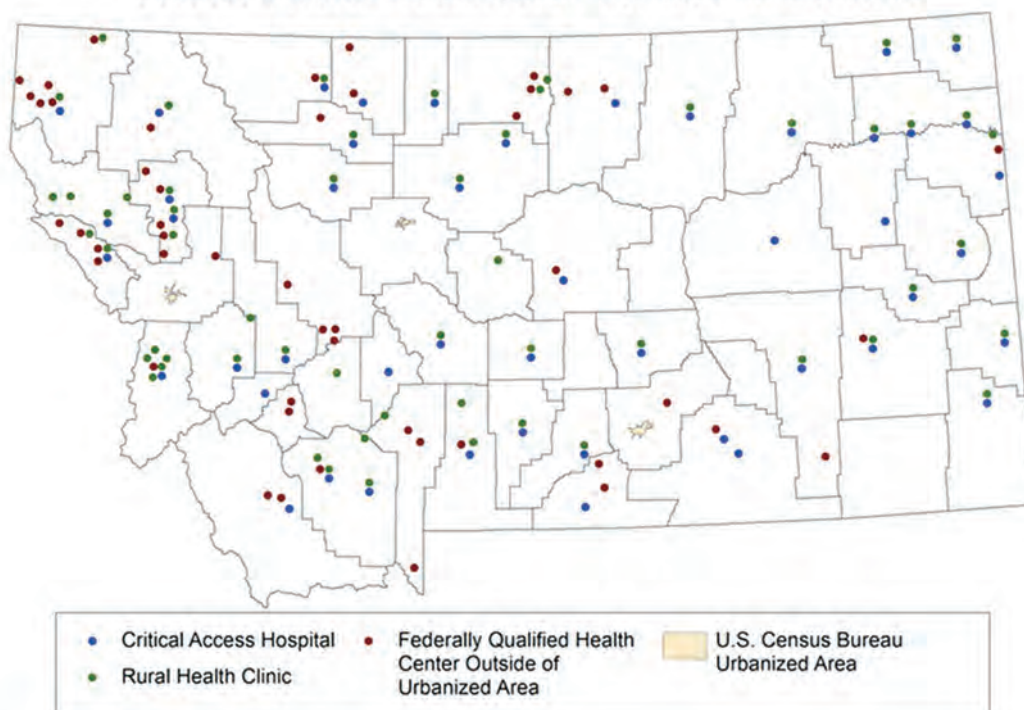 Critical Access Hospital
Rural Health Clinic
Federally Qualified Health
Center Outside of
Urbanized Area
U.S. Census Bureau
Urbanized Area